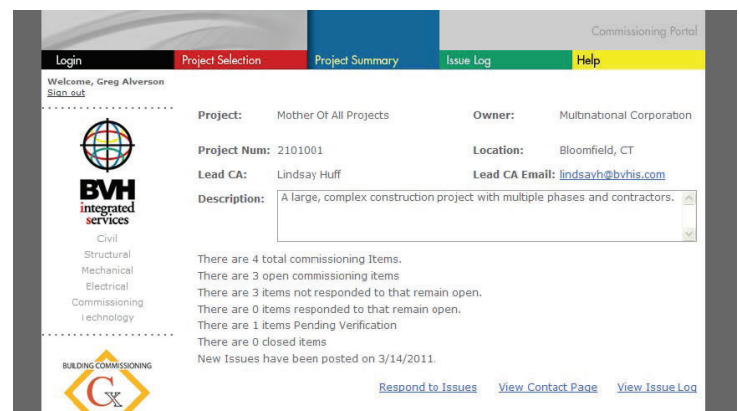 Commissioning Portal
Login Project Selection Project Summary Issue Log Help
Welcome, Greg Alverson
Sign out
Project: Mother Of All Projects Owner: Multinational Corporation
Project Num: 2101001 Location: Bloomfield, CT
Lead CA: Lindsay Huff Lead CA Email: lindsayh@bvhis.com
Description: A large, complex construction project with multiple phases and contractors.
BVH
integrated
services
Civil
Structural
Mechanical
Electrical
Commissioning
Technology
There are 4 total commissioning Items.
There are 3 open commissioning items
There are 3 items not responded to that remain open.
There are 0 items responded to that remain open.
There are 1 items Pending Verification
There are 0 closed items
New Issues have been posted on 3/14/2011.
Respond to Issues View Contact Page View Issue Log
BUILDING COMMISSIONING
Cx